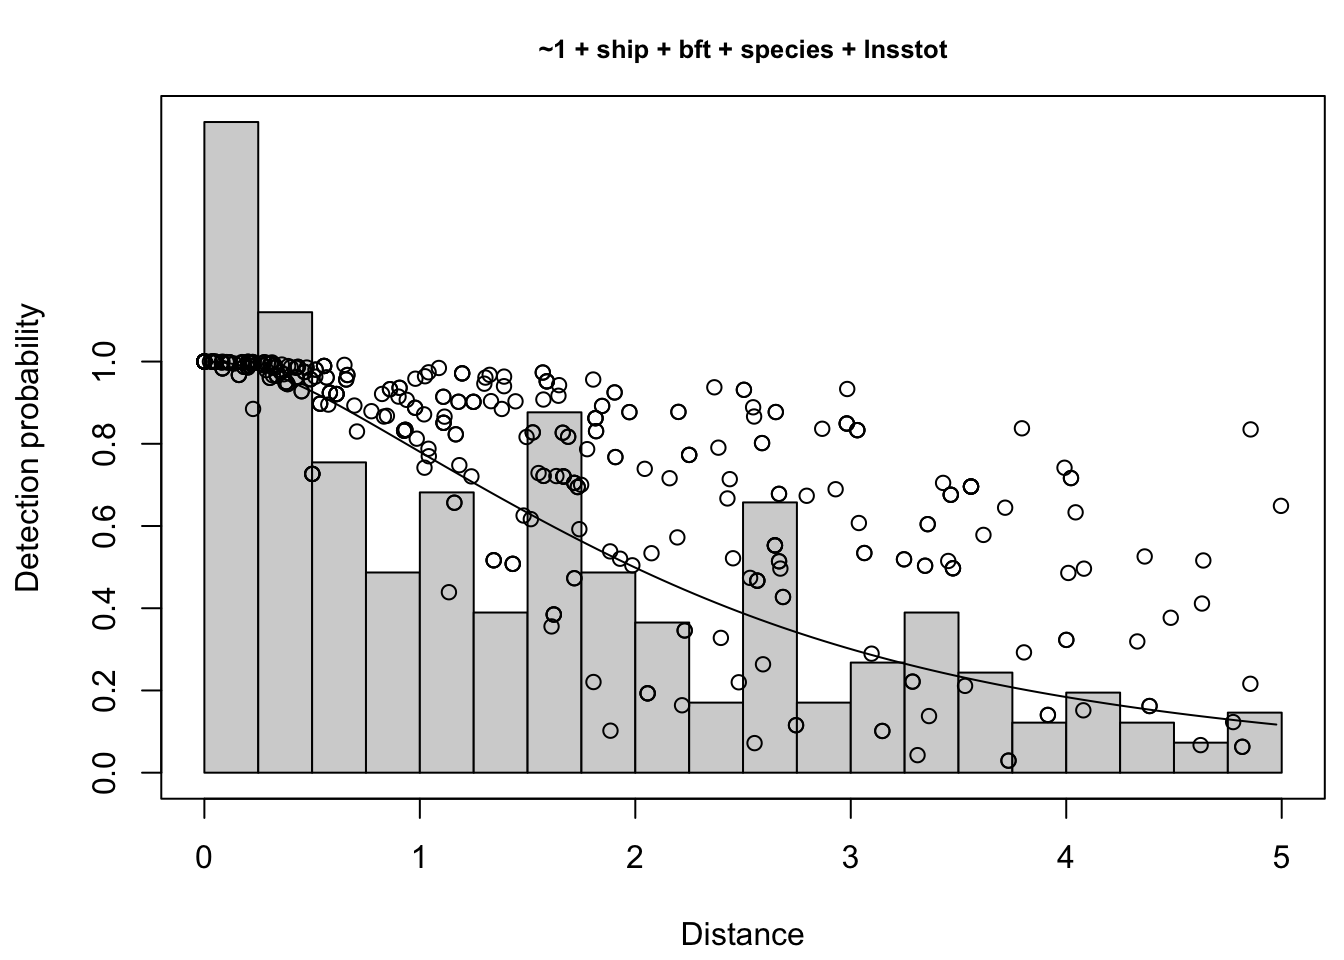 ~1 + ship + bft + species + lnsstot
Detection probability
1.0
0.8
0.6
0.4
0.2
0.0
0 1 2 3 4 5
Distance